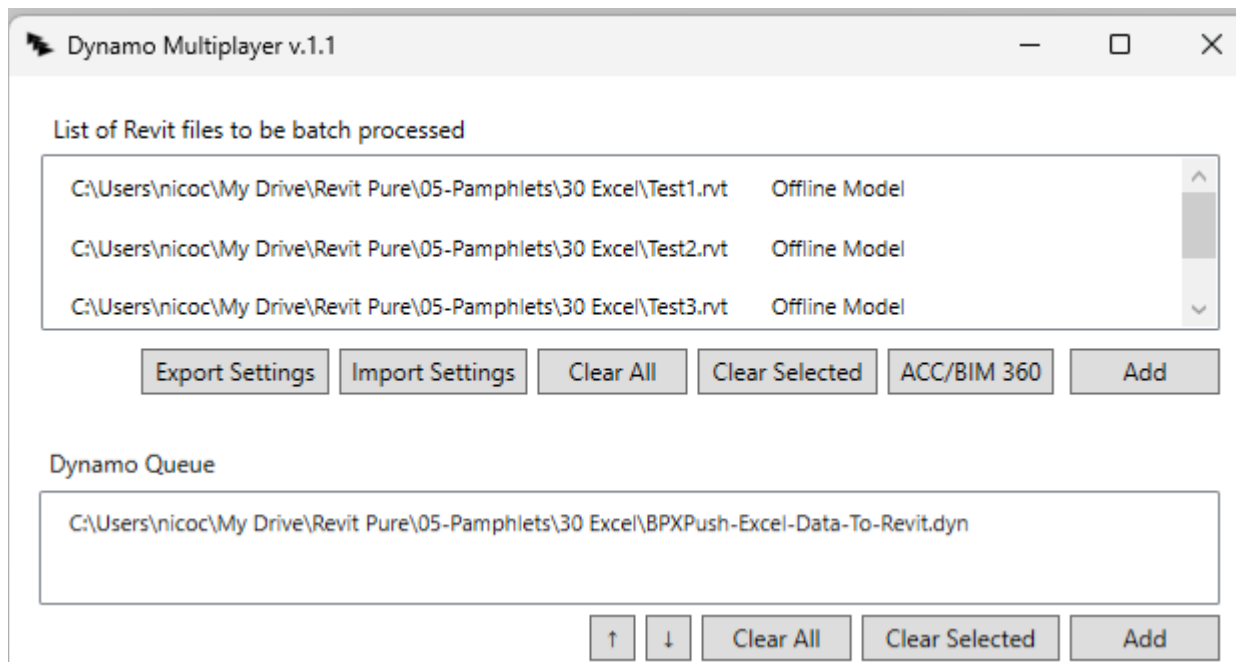 Dynamo Multiplayer v.1.1
List of Revit files to be batch processed
C:\Users\nicoc\My Drive\Revit Pure\05-Pamphlets\30 Excel\Test1.rvt Offline Model
C:\Users\nicoc\My Drive\Revit Pure\05-Pamphlets\30 Excel\Test2.rvt Offline Model
C:\Users\nicoc\My Drive\Revit Pure\05-Pamphlets\30 Excel\Test3.rvt Offline Model
Export Settings Import Settings Clear All Clear Selected ACC/BIM 360 Add
Dynamo Queue
C:\Users\nicoc\My Drive\Revit Pure\05-Pamphlets\30 Excel\BPXPush-Excel-Data-To-Revit.dyn
↑ ↓ Clear All Clear Selected Add